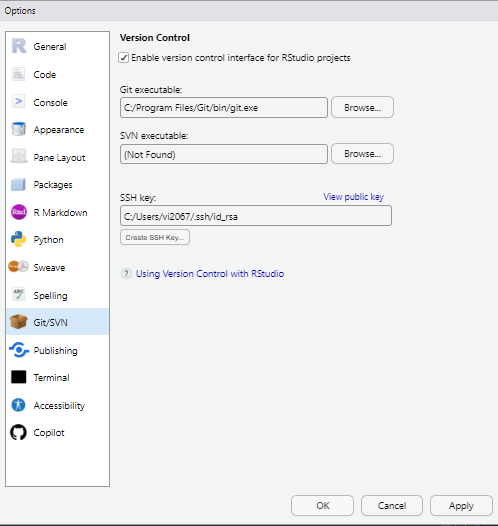 Options
General
Code
Console
Appearance
Pane Layout
Packages
R Markdown
Python
Sweave
Spelling
Git/SVN
Publishing
Terminal
Accessibility
Copilot
Version Control
Enable version control interface for RStudio projects
Git executable:
C:/Program Files/Git/bin/git.exe Browse...
SVN executable:
(Not Found) Browse...
SSH key: View public key
C:/Users/vi2067/.ssh/id_rsa
Create SSH Key...
? Using Version Control with RStudio
OK Cancel Apply